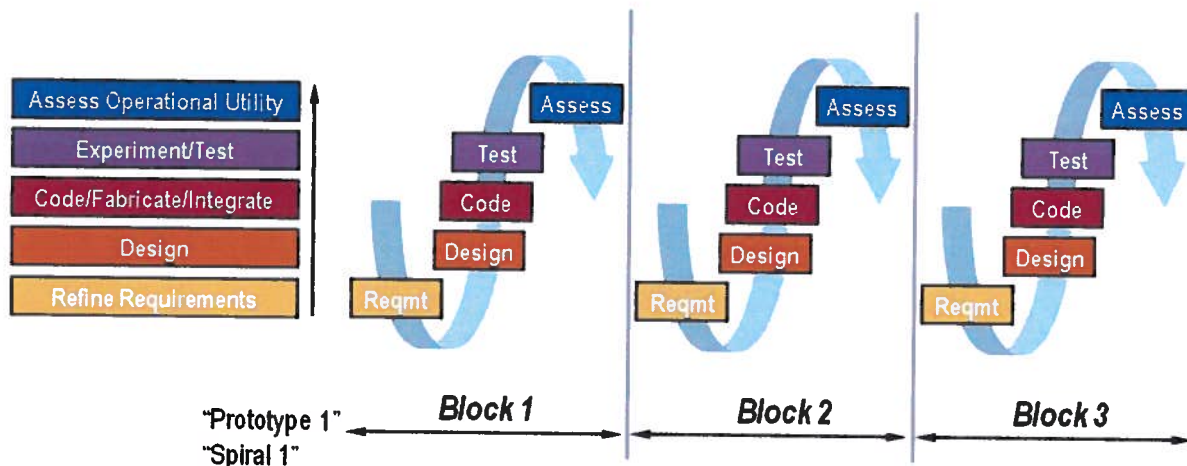 Assess Operational Utility
Experiment/Test
Code/Fabricate/Integrate
Design
Refine Requirements
Assess
Test
Code
Design
Reqmt
Assess
Test
Code
Design
Reqmt
Assess
Test
Code
Design
Reqmt
"Prototype 1"
"Spiral 1"
Block 1
Block 2
Block 3